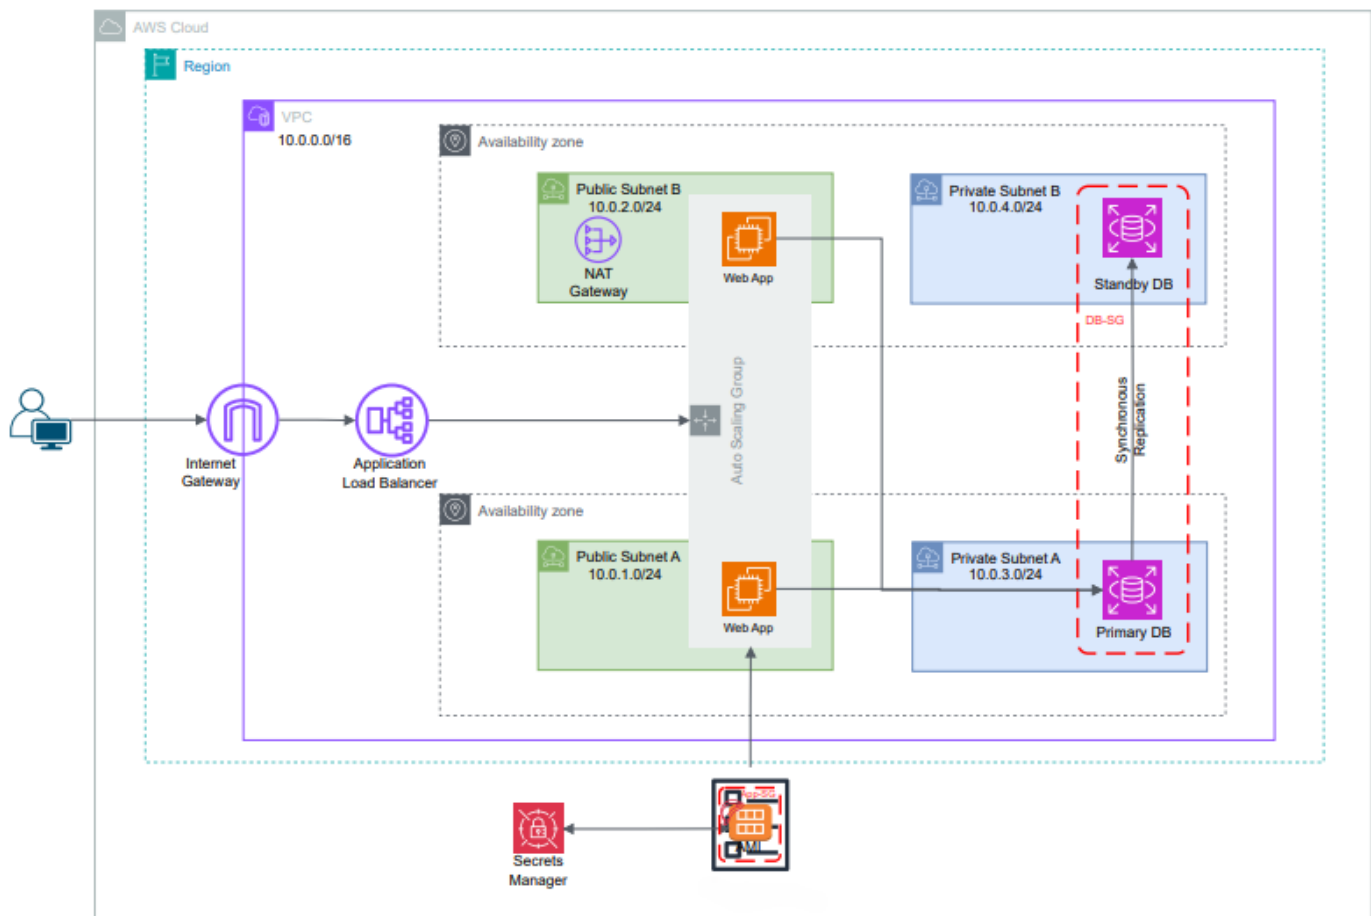 AWS Cloud
Region
VPC
10.0.0.0/16
Availability zone
Public Subnet B
10.0.2.0/24
NAT
Gateway
Web App
Private Subnet B
10.0.4.0/24
Standby DB
DB-SG
Auto Scaling Group
Synchronous
Replication
Internet
Gateway
Application
Load Balancer
Availability zone
Public Subnet A
10.0.1.0/24
Web App
Private Subnet A
10.0.3.0/24
Primary DB
App-SG
AMI
Secrets
Manager